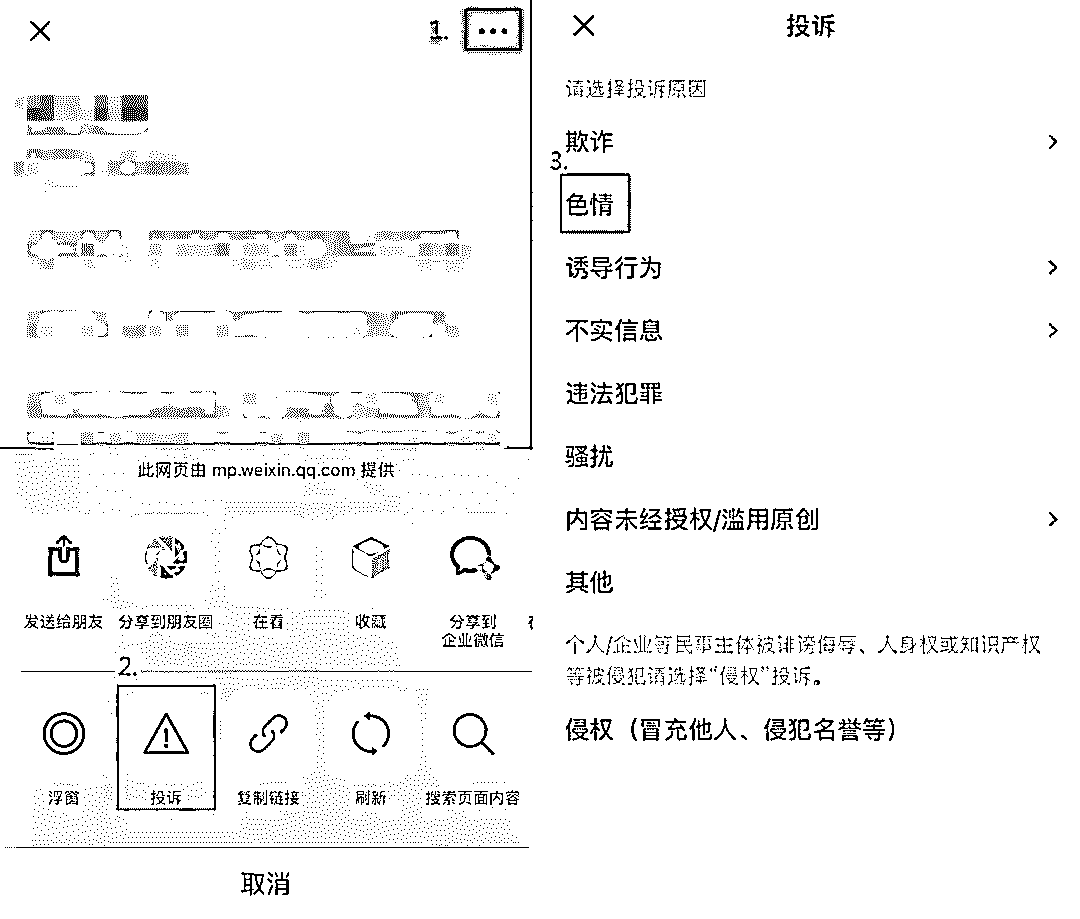 1.
此网页由 mp.weixin.qq.com 提供
发送给朋友
分享到朋友圈
在看
收藏
分享到
企业微信
2.
浮窗
投诉
复制链接
刷新
搜索页面内容
取消
投诉
请选择投诉原因
欺诈
3.
色情
诱导行为
不实信息
违法犯罪
骚扰
内容未经授权/滥用原创
其他
个人/企业等民事主体被诽谤侮辱、人身权或知识产权
等被侵犯请选择“侵权”投诉。
侵权（冒充他人、侵犯名誉等）